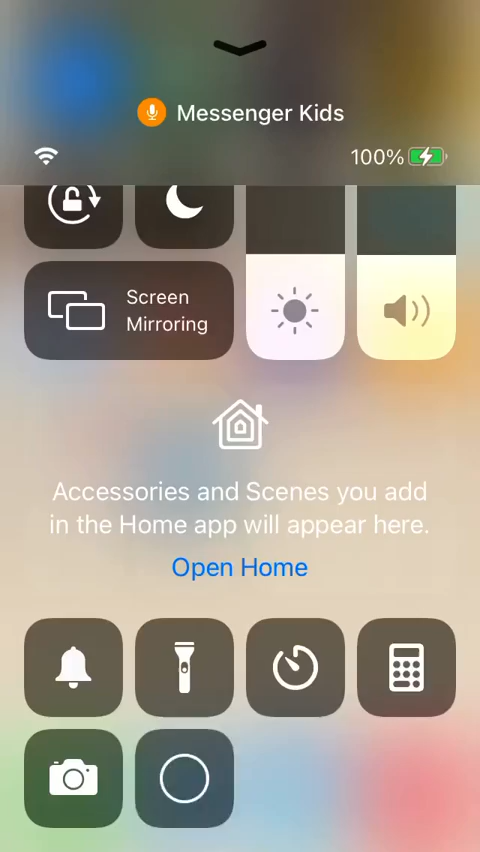 Messenger Kids
100%
Screen
Mirroring
Accessories and Scenes you add
in the Home app will appear here.
Open Home